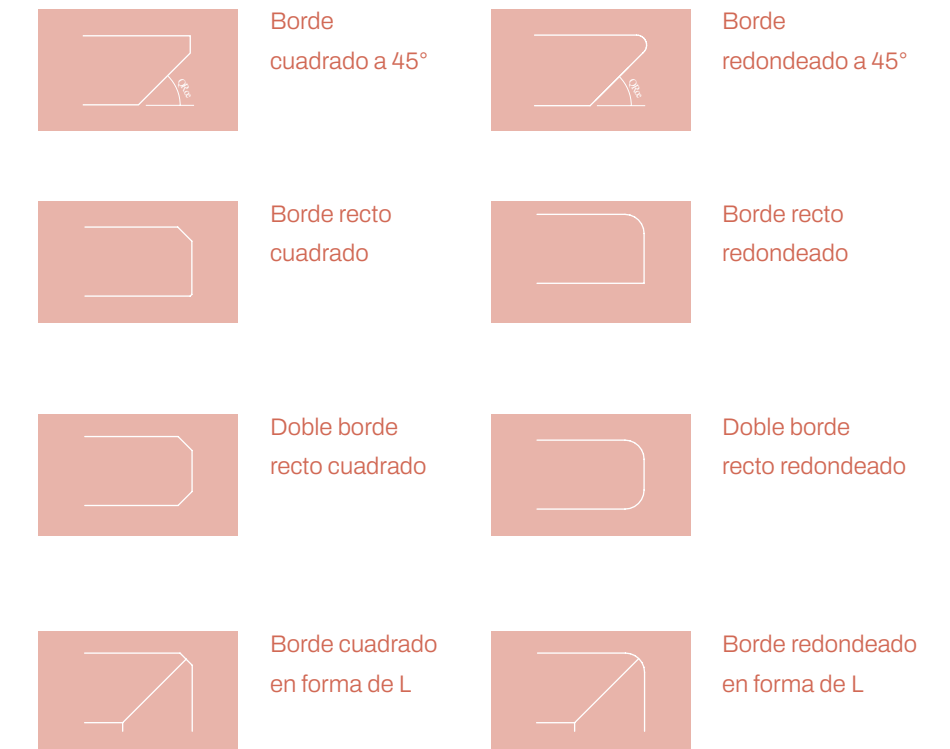 Borde
cuadrado a 45°
Borde
redondeado a 45°
Borde recto
cuadrado
Borde recto
redondeado
Doble borde
recto cuadrado
Doble borde
recto redondeado
Borde cuadrado
en forma de L
Borde redondeado
en forma de L